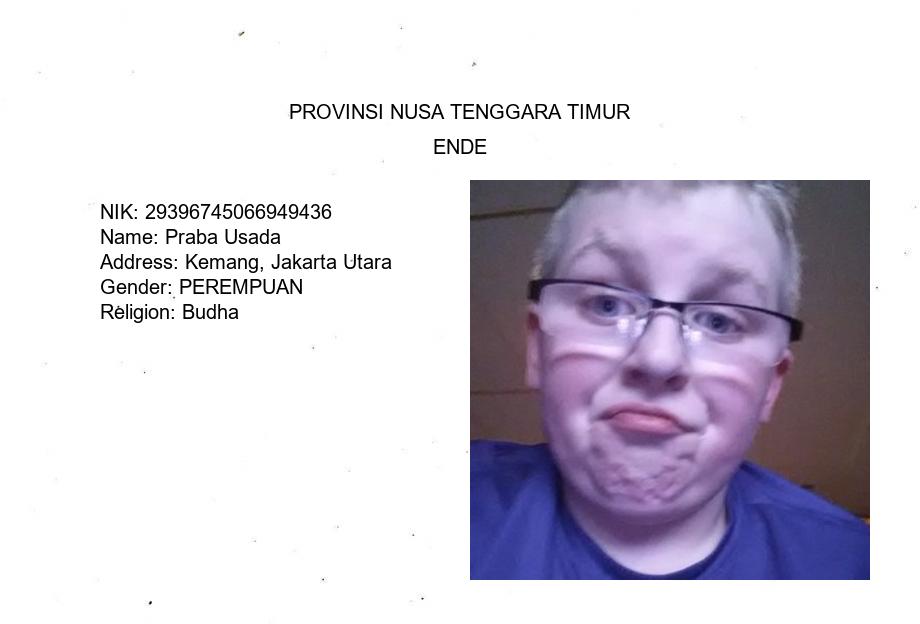 PROVINSI NUSA TENGGARA TIMUR
ENDE
NIK: 29396745066949436
Name: Praba Usada
Address: Kemang, Jakarta Utara
Gender: PEREMPUAN
Religion: Budha